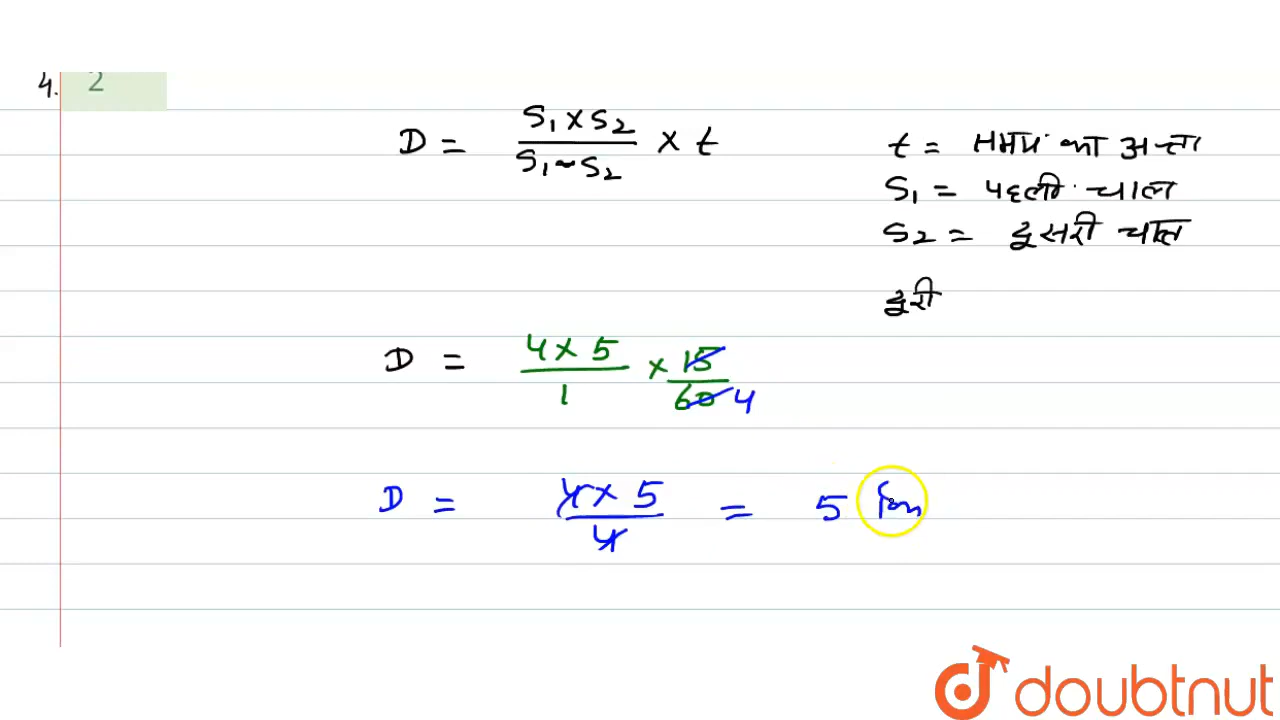 4. 2
D = S₁ × S₂ / S₁ ~ S₂ × t
t = समय का अन्तर
S₁ = पहली चाल
S₂ = दुसरी चाल
दुरी
D = 4 × 5 / 1 × 15 / 60 4
D = 4 × 5 / 4 = 5 km
doubtnut